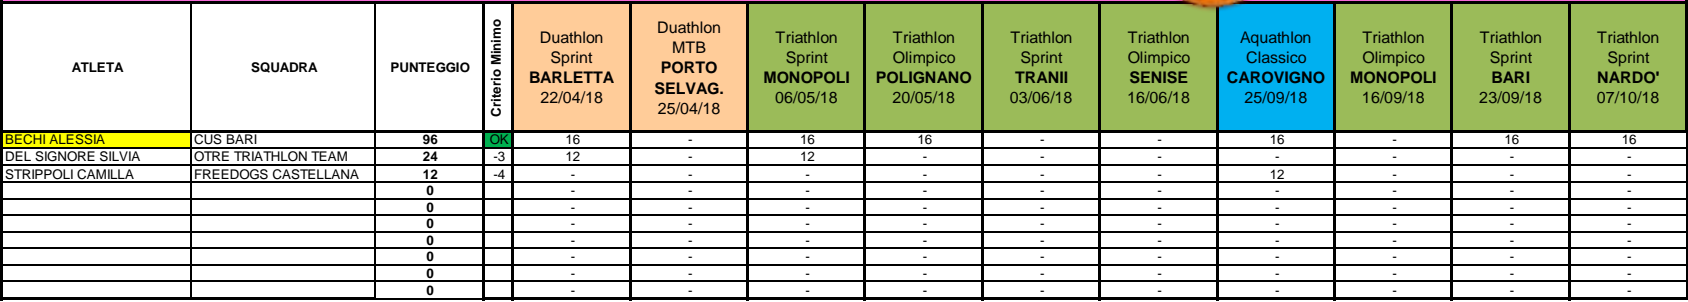 ATLETA SQUADRA PUNTEGGIO Criterio Minimo
Duathlon Sprint BARLETTA 22/04/18
Duathlon MTB PORTO SELVAG. 25/04/18
Triathlon Sprint MONOPOLI 06/05/18
Triathlon Olimpico POLIGNANO 20/05/18
Triathlon Sprint TRANII 03/06/18
Triathlon Olimpico SENISE 16/06/18
Aquathlon Classico CAROVIGNO 25/09/18
Triathlon Olimpico MONOPOLI 16/09/18
Triathlon Sprint BARI 23/09/18
Triathlon Sprint NARDO' 07/10/18
BECHI ALESSIA CUS BARI 96 OK 16 - 16 16 - - 16 - 16 16
DEL SIGNORE SILVIA OTRE TRIATHLON TEAM 24 -3 12 - 12 - - - - - - -
STRIPPOLI CAMILLA FREEDOGS CASTELLANA 12 -4 - - - - - - 12 - - -
0 - - - - - - - - - -
0 - - - - - - - - - -
0 - - - - - - - - - -
0 - - - - - - - - - -
0 - - - - - - - - - -
0 - - - - - - - - - -
0 - - - - - - - - - -